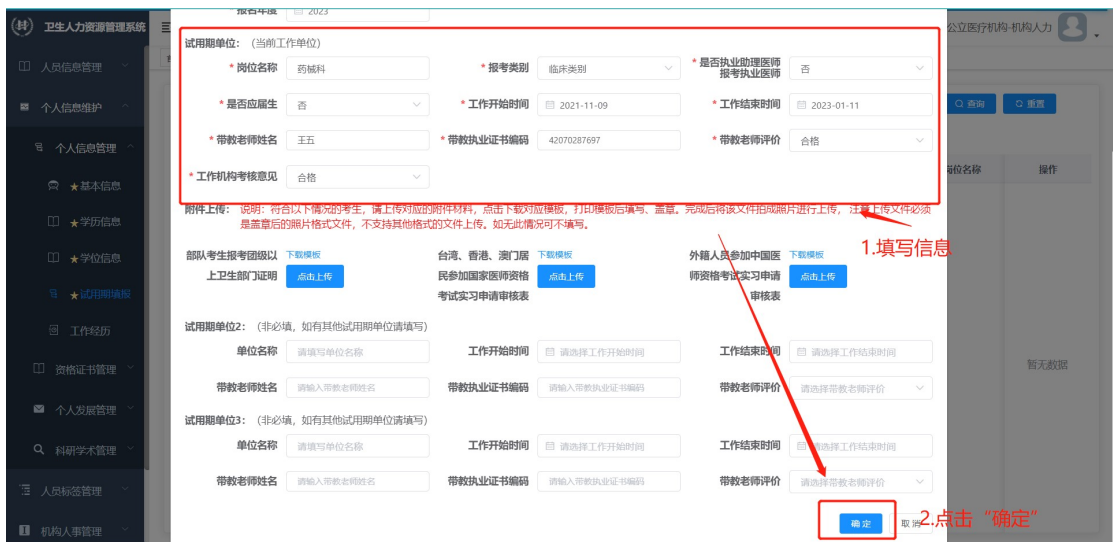 卫生人力资源管理系统
公立医疗机构-机构人力
人员信息管理
个人信息维护
个人信息管理
★基本信息
★学历信息
★学位信息
★试用期填报
工作经历
资格证书管理
个人发展管理
科研学术管理
人员标签管理
机构人事管理
* 报名年度 2023
试用期单位： (当前工作单位)
* 岗位名称 药械科 * 报考类别 临床类别 * 是否执业助理医师报考执业医师 否
* 是否应届生 否 * 工作开始时间 2021-11-09 * 工作结束时间 2023-01-11
* 带教老师姓名 王五 * 带教执业证书编码 42070287697 * 带教老师评价 合格
* 工作机构考核意见 合格
附件上传： 说明：符合以下情况的考生，请上传对应的附件材料，点击下载对应模板，打印模板后填写、盖章。完成后将该文件拍成照片进行上传， 注意上传文件必须
是盖章后的照片格式文件，不支持其他格式的文件上传。如无此情况可不填写。
1.填写信息
部队考生报考团级以上卫生部门证明 下载模板 点击上传
台湾、香港、澳门居民参加国家医师资格考试实习申请审核表 下载模板 点击上传
外籍人员参加中国医师资格考试实习申请审核表 下载模板 点击上传
试用期单位2： (非必填，如有其他试用期单位请填写)
单位名称 请填写单位名称 工作开始时间 请选择工作开始时间 工作结束时间 请选择工作结束时间
带教老师姓名 请输入带教老师姓名 带教执业证书编码 请输入带教执业证书编码 带教老师评价 请选择带教老师评价
试用期单位3： (非必填，如有其他试用期单位请填写)
单位名称 请填写单位名称 工作开始时间 请选择工作开始时间 工作结束时间 请选择工作结束时间
带教老师姓名 请输入带教老师姓名 带教执业证书编码 请输入带教执业证书编码 带教老师评价 请选择带教老师评价
确 定 取 消
2.点击“确定”
查询 重置
岗位名称 操作
暂无数据